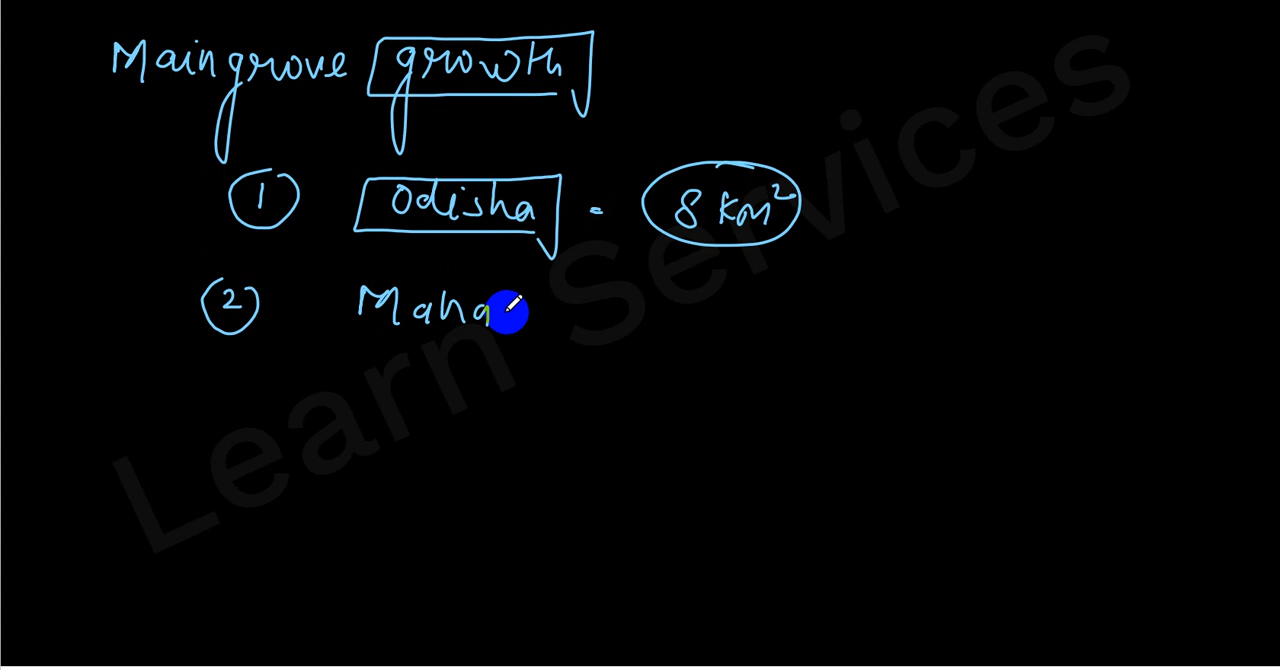 Maingrove growth
1 Odisha = 8 Km²
2 Maha
Learn Services